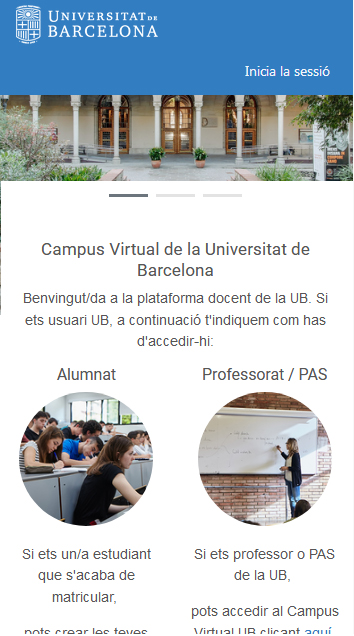 UNIVERSITAT DE
BARCELONA
Inicia la sessió
Campus Virtual de la Universitat de
Barcelona
Benvingut/da a la plataforma docent de la UB. Si
ets usuari UB, a continuació t'indiquem com has
d'accedir-hi:
Alumnat
Si ets un/a estudiant
que s'acaba de
matricular,
pots crear les teves
Professorat / PAS
Si ets professor o PAS
de la UB,
pots accedir al Campus
Virtual UB clicant aquí